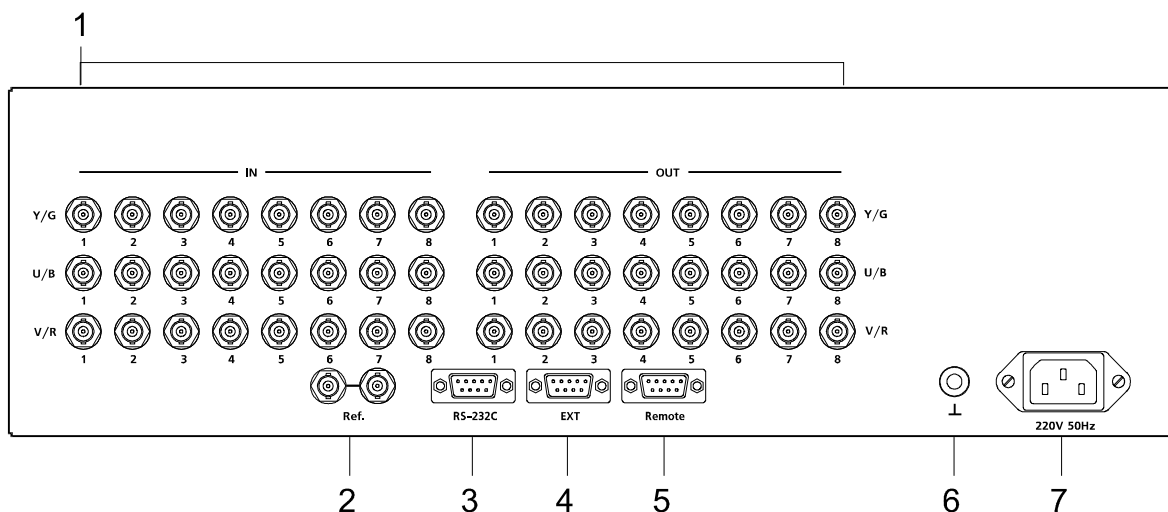 1
IN OUT
Y/G Y/G
1 2 3 4 5 6 7 8 1 2 3 4 5 6 7 8
U/B U/B
1 2 3 4 5 6 7 8 1 2 3 4 5 6 7 8
V/R V/R
1 2 3 4 5 6 7 8 1 2 3 4 5 6 7 8
Ref. RS-232C EXT Remote
220V 50Hz
2 3 4 5 6 7